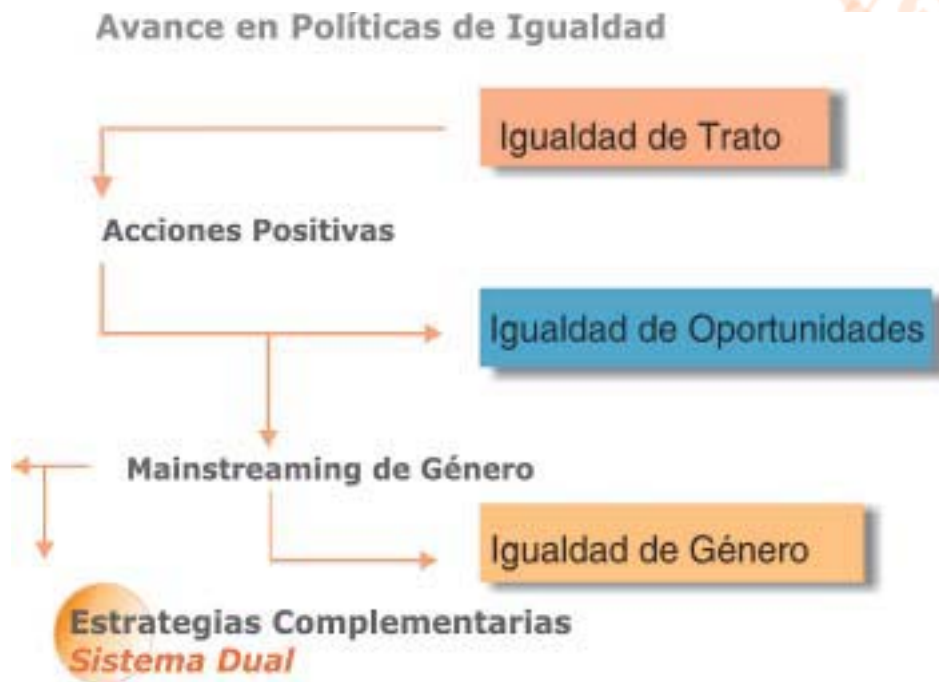 Avance en Políticas de Igualdad
Igualdad de Trato
Acciones Positivas
Igualdad de Oportunidades
Mainstreaming de Género
Igualdad de Género
Estrategias Complementarias
Sistema Dual